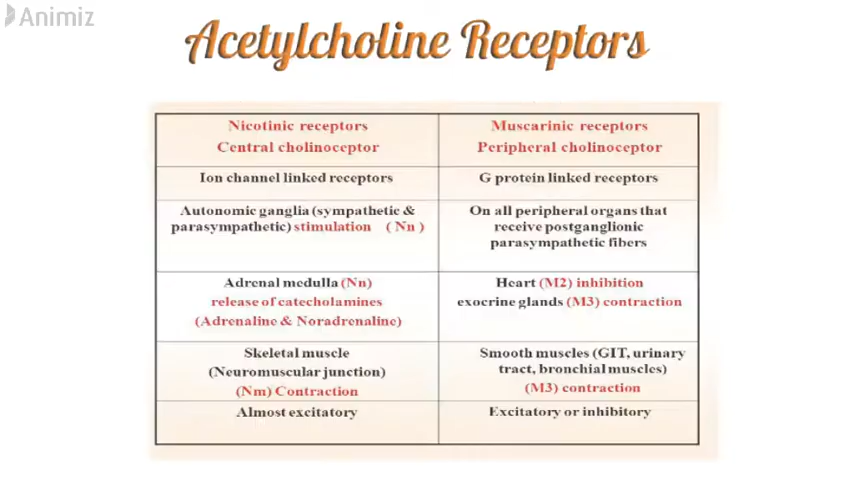 Animiz
Acetylcholine Receptors
Nicotinic receptors
Central cholinoceptor
Muscarinic receptors
Peripheral cholinoceptor
Ion channel linked receptors
G protein linked receptors
Autonomic ganglia (sympathetic &
parasympathetic) stimulation ( Nn )
On all peripheral organs that
receive postganglionic
parasympathetic fibers
Adrenal medulla (Nn)
release of catecholamines
(Adrenaline & Noradrenaline)
Heart (M2) inhibition
exocrine glands (M3) contraction
Skeletal muscle
(Neuromuscular junction)
(Nm) Contraction
Smooth muscles (GIT, urinary
tract, bronchial muscles)
(M3) contraction
Almost excitatory
Excitatory or inhibitory